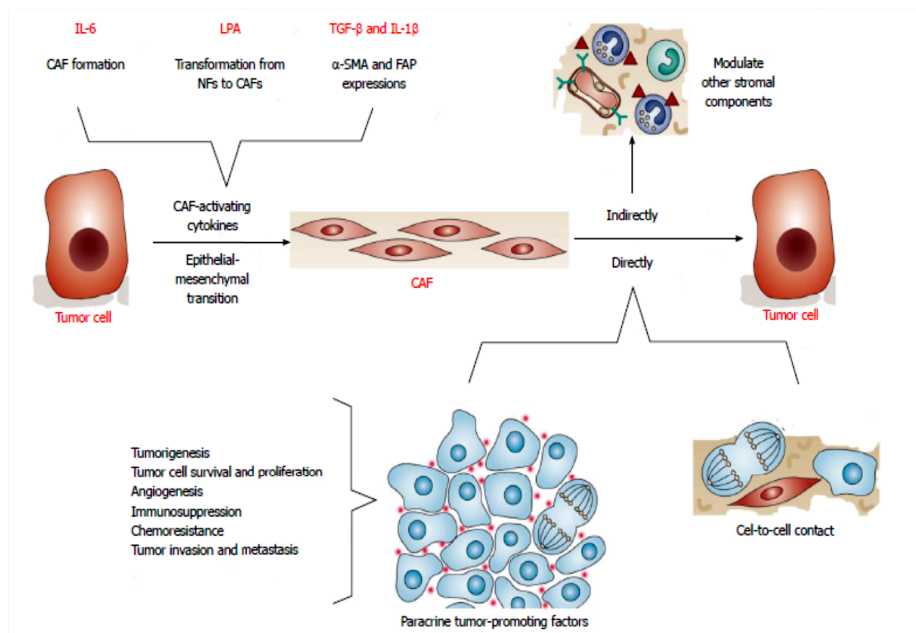 IL-6
LPA
TGF-β and IL-1β
CAF formation
Transformation from
NFs to CAFs
α-SMA and FAP
expressions
Modulate
other stromal
components
CAF-activating
cytokines
Epithelial-
mesenchymal
transition
Indirectly
Directly
CAF
Tumor cell
Tumor cell
Tumorigenesis
Tumor cell survival and proliferation
Angiogenesis
Immunosuppression
Chemoresistance
Tumor invasion and metastasis
Cel-to-cell contact
Paracrine tumor-promoting factors